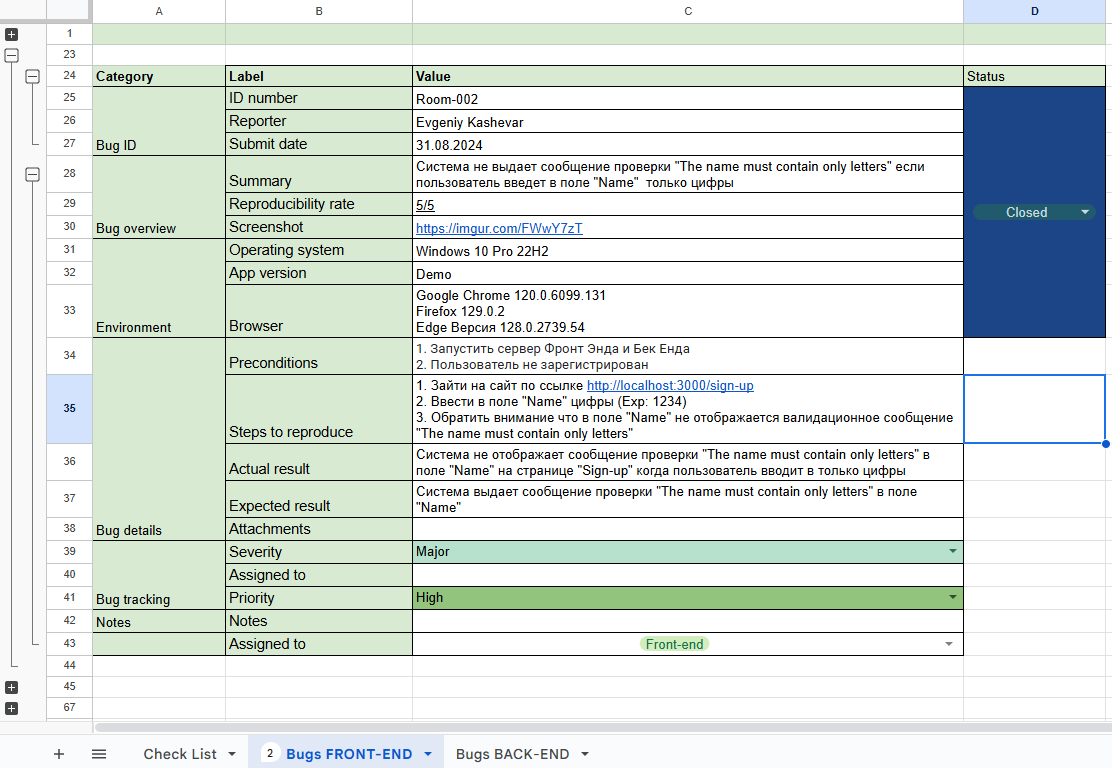 A B C D
1
23
24 Category Label Value Status
25 ID number Room-002
26 Reporter Evgeniy Kashevar
27 Bug ID Submit date 31.08.2024
28 Summary Система не выдает сообщение проверки "The name must contain only letters" если
пользователь введет в поле "Name" только цифры
29 Reproducibility rate 5/5
Closed
30 Bug overview Screenshot https://imgur.com/FWwY7zT
31 Operating system Windows 10 Pro 22H2
32 App version Demo
33 Environment Browser Google Chrome 120.0.6099.131
Firefox 129.0.2
Edge Версия 128.0.2739.54
34 Preconditions 1. Запустить сервер Фронт Энда и Бек Енда
2. Пользователь не зарегистрирован
35 Steps to reproduce 1. Зайти на сайт по ссылке http://localhost:3000/sign-up
2. Ввести в поле "Name" цифры (Exp: 1234)
3. Обратить внимание что в поле "Name" не отображается валидационное сообщение
"The name must contain only letters"
36 Actual result Система не отображает сообщение проверки "The name must contain only letters" в
поле "Name" на странице "Sign-up" когда пользователь вводит в только цифры
37 Expected result Система выдает сообщение проверки "The name must contain only letters" в поле
"Name"
38 Bug details Attachments
39 Severity Major
40 Assigned to
41 Bug tracking Priority High
42 Notes Notes
43 Assigned to Front-end
44
45
67
Check List 2 Bugs FRONT-END Bugs BACK-END